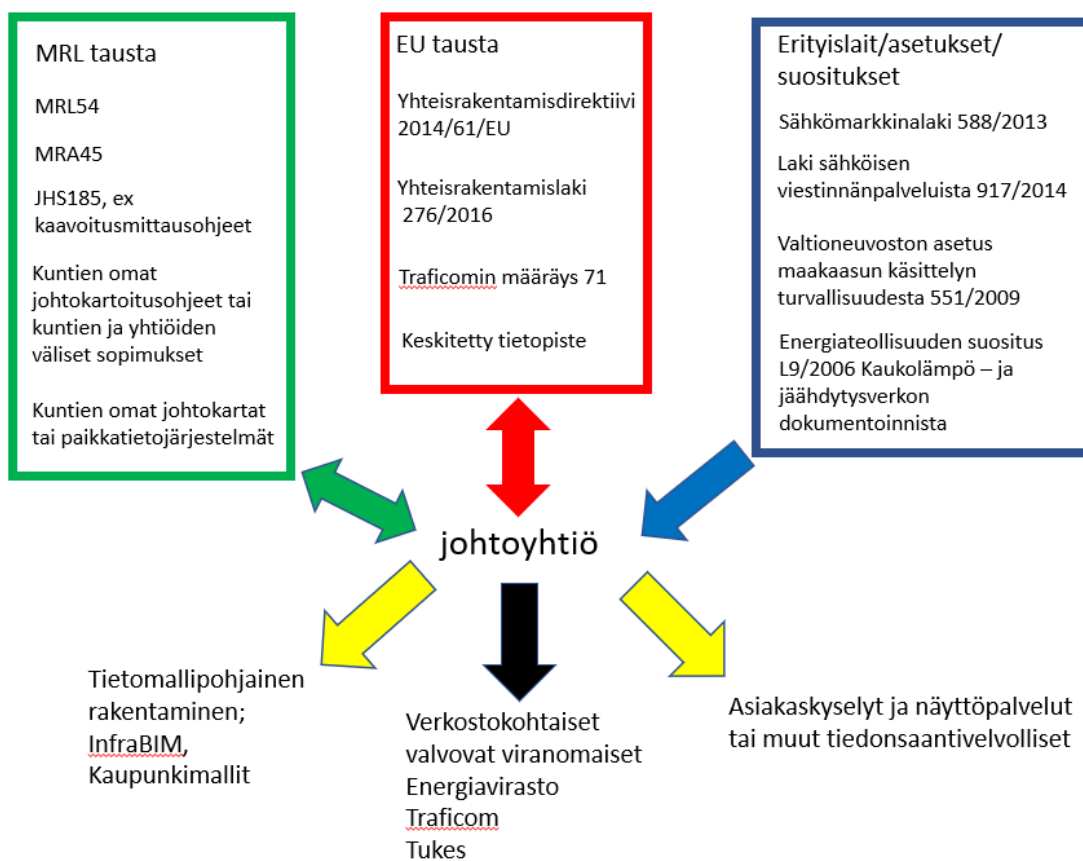 MRL tausta
MRL54
MRA45
JHS185, ex
kaavoitusmittausohjeet
Kuntien omat
johtokartoitusohjeet tai
kuntien ja yhtiöiden
väliset sopimukset
Kuntien omat johtokartat
tai paikkatietojärjestelmät
EU tausta
Yhteisrakentamisdirektiivi
2014/61/EU
Yhteisrakentamislaki
276/2016
Traficomin määräys 71
Keskitetty tietopiste
Erityislait/asetukset/
suositukset
Sähkömarkkinalaki 588/2013
Laki sähköisen
viestinnänpalveluista 917/2014
Valtioneuvoston asetus
maakaasun käsittelyn
turvallisuudesta 551/2009
Energiateollisuuden suositus
L9/2006 Kaukolämpö – ja
jäähdytysverkon
dokumentoinnista
johtoyhtiö
Tietomallipohjainen
rakentaminen;
InfraBIM,
Kaupunkimallit
Verkostokohtaiset
valvovat viranomaiset
Energiavirasto
Traficom
Tukes
Asiakaskyselyt ja näyttöpalvelut
tai muut tiedonsaantivelvolliset